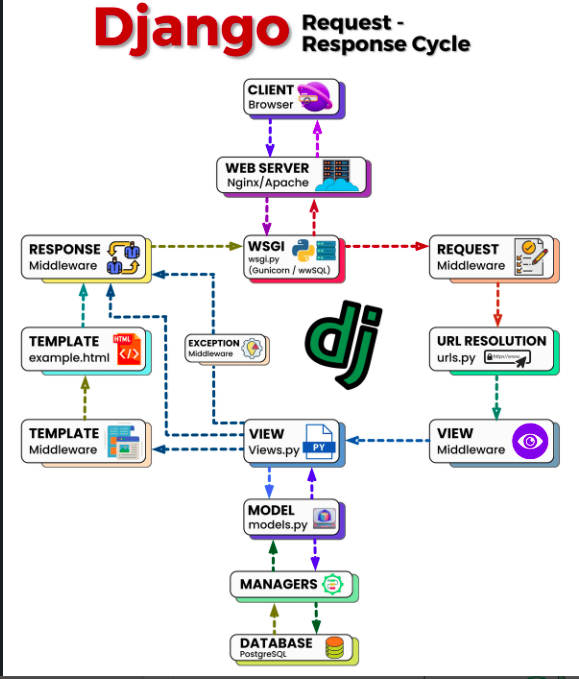 Django Request -
Response Cycle
CLIENT
Browser
WEB SERVER
Nginx/Apache
RESPONSE
Middleware
WSGI
wsgi.py
(Gunicorn / wwSQL)
REQUEST
Middleware
TEMPLATE
example.html
HTML
EXCEPTION
Middleware
dj
URL RESOLUTION
urls.py
https://www.
TEMPLATE
Middleware
VIEW
Views.py
PY
VIEW
Middleware
MODEL
models.py
MANAGERS
DATABASE
PostgreSQL